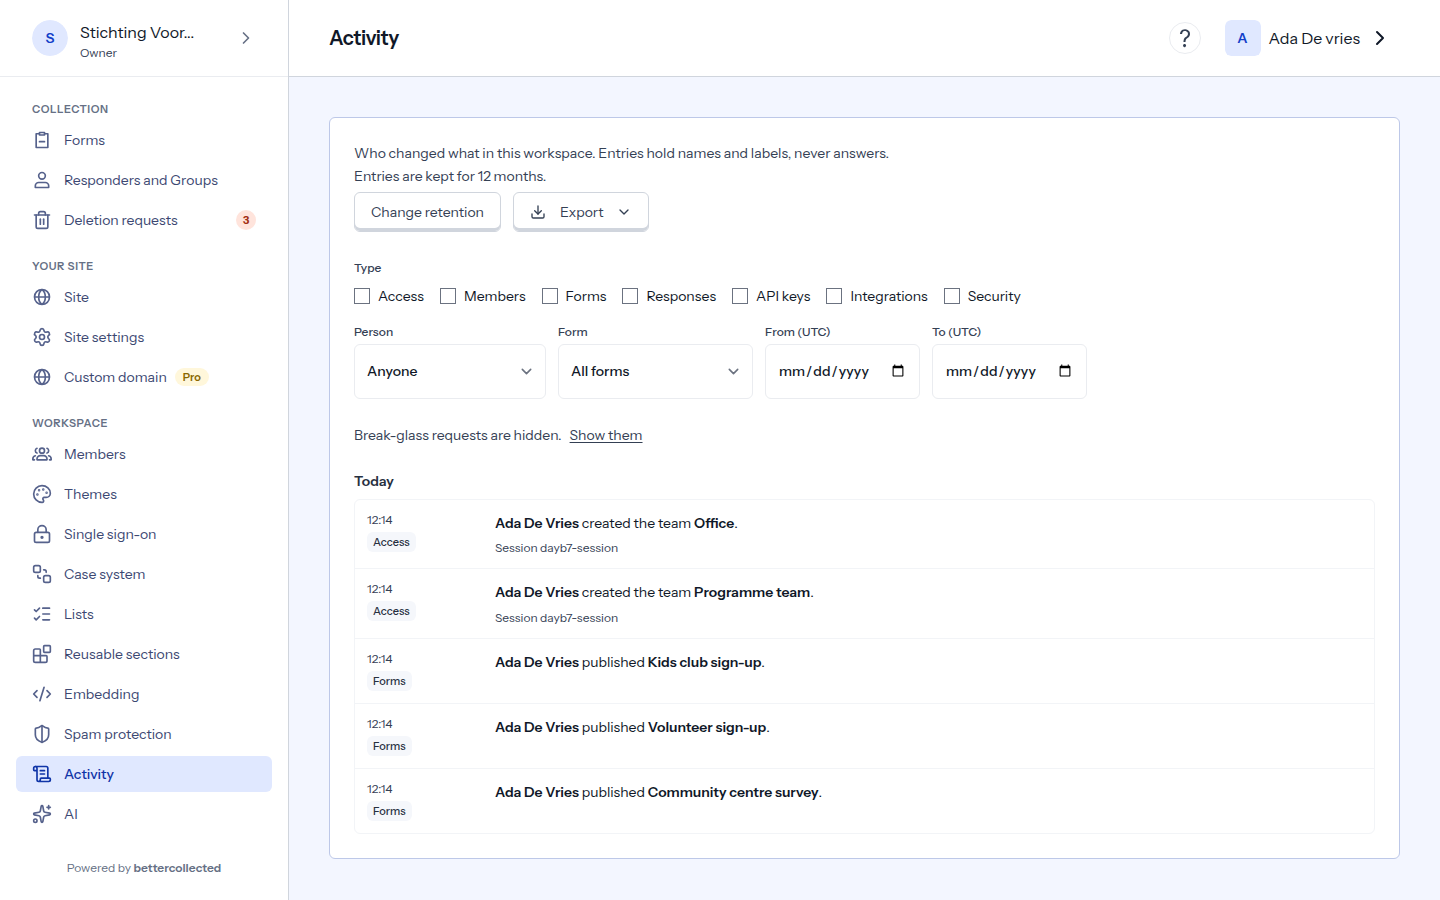 S
Stichting Voor...
Owner
Activity
?
A
Ada De vries
COLLECTION
Forms
Responders and Groups
Deletion requests
3
YOUR SITE
Site
Site settings
Custom domain
Pro
WORKSPACE
Members
Themes
Single sign-on
Case system
Lists
Reusable sections
Embedding
Spam protection
Activity
AI
Powered by bettercollected
Who changed what in this workspace. Entries hold names and labels, never answers.
Entries are kept for 12 months.
Change retention
Export
Type
Access
Members
Forms
Responses
API keys
Integrations
Security
Person
Form
From (UTC)
To (UTC)
Anyone
All forms
mm/dd/yyyy
mm/dd/yyyy
Break-glass requests are hidden. Show them
Today
12:14
Access
Ada De Vries created the team Office.
Session dayb7-session
12:14
Access
Ada De Vries created the team Programme team.
Session dayb7-session
12:14
Forms
Ada De Vries published Kids club sign-up.
12:14
Forms
Ada De Vries published Volunteer sign-up.
12:14
Forms
Ada De Vries published Community centre survey.